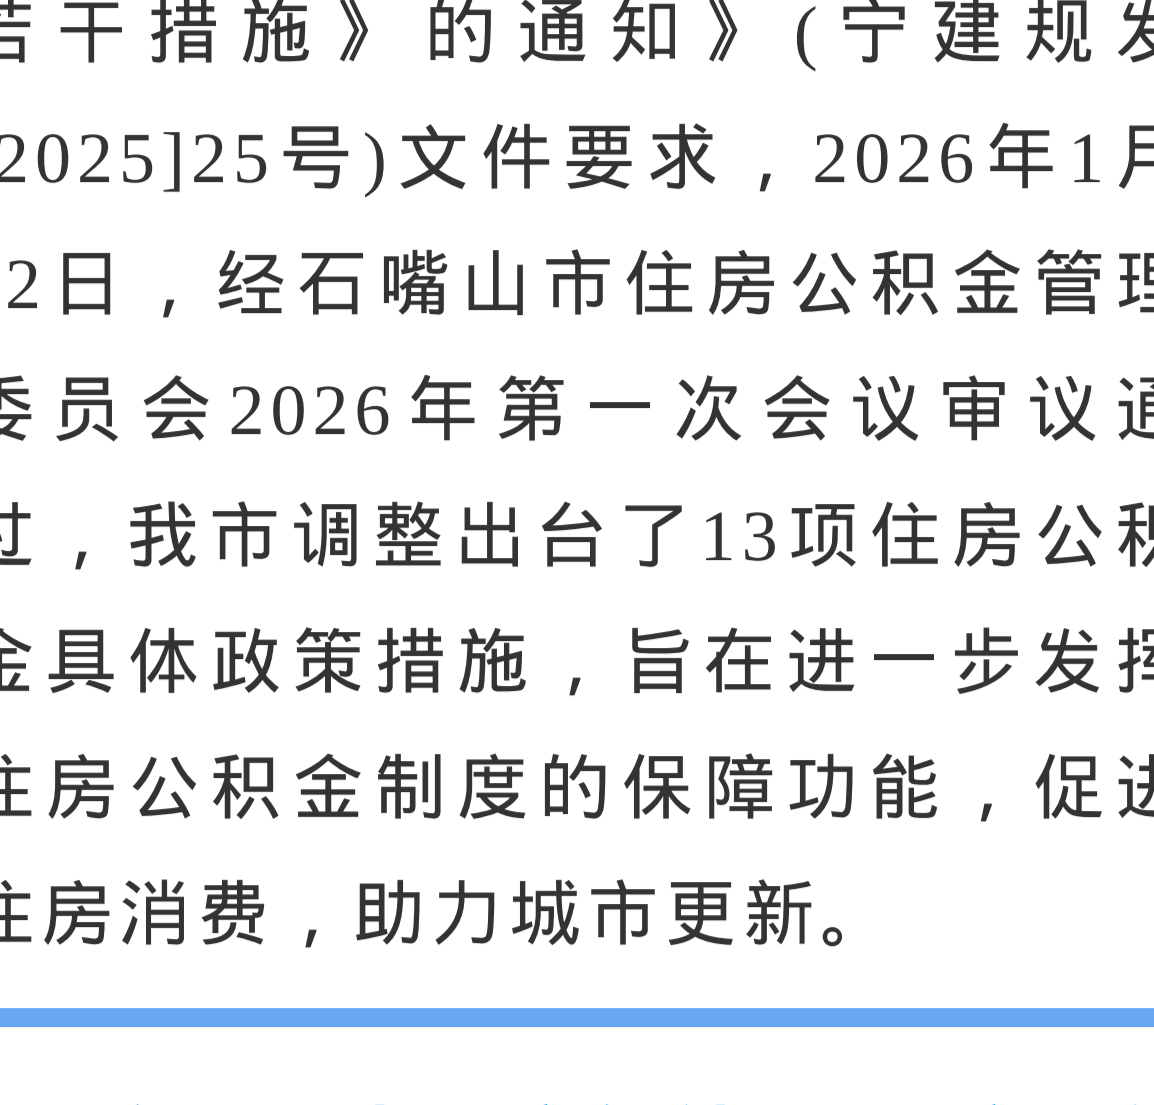 若干措施》的通知》(宁建规发
2025]25号)文件要求，2026年1月
2日，经石嘴山市住房公积金管理
委员会2026年第一次会议审议通
过，我市调整出台了13项住房公积
金具体政策措施，旨在进一步发挥
住房公积金制度的保障功能，促进
住房消费，助力城市更新。